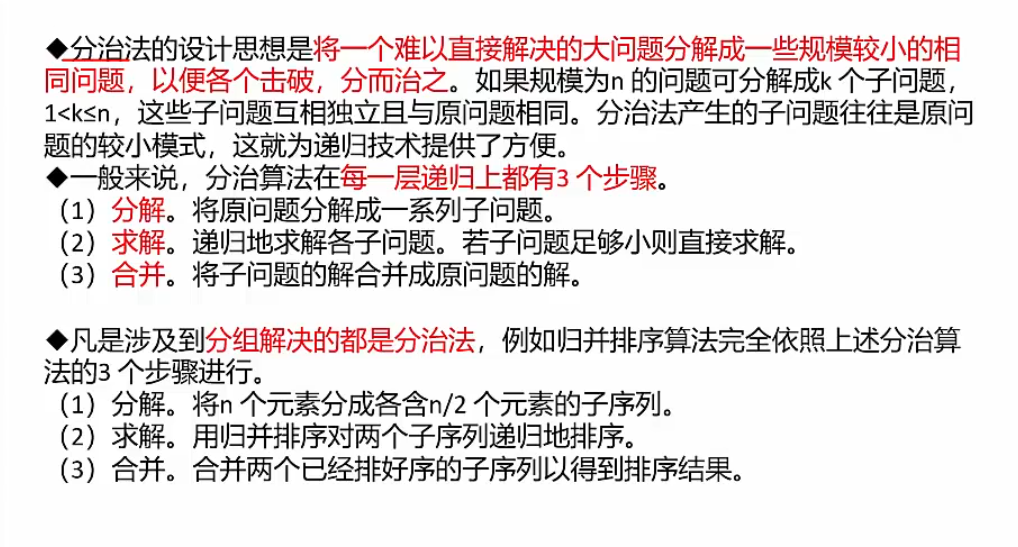 ◆分治法的设计思想是将一个难以直接解决的大问题分解成一些规模较小的相
同问题，以便各个击破，分而治之。如果规模为n 的问题可分解成k 个子问题，
1<k≤n，这些子问题互相独立且与原问题相同。分治法产生的子问题往往是原问
题的较小模式，这就为递归技术提供了方便。
◆一般来说，分治算法在每一层递归上都有3 个步骤。
（1）分解。将原问题分解成一系列子问题。
（2）求解。递归地求解各子问题。若子问题足够小则直接求解。
（3）合并。将子问题的解合并成原问题的解。
◆凡是涉及到分组解决的都是分治法，例如归并排序算法完全依照上述分治算
法的3 个步骤进行。
（1）分解。将n 个元素分成各含n/2 个元素的子序列。
（2）求解。用归并排序对两个子序列递归地排序。
（3）合并。合并两个已经排好序的子序列以得到排序结果。